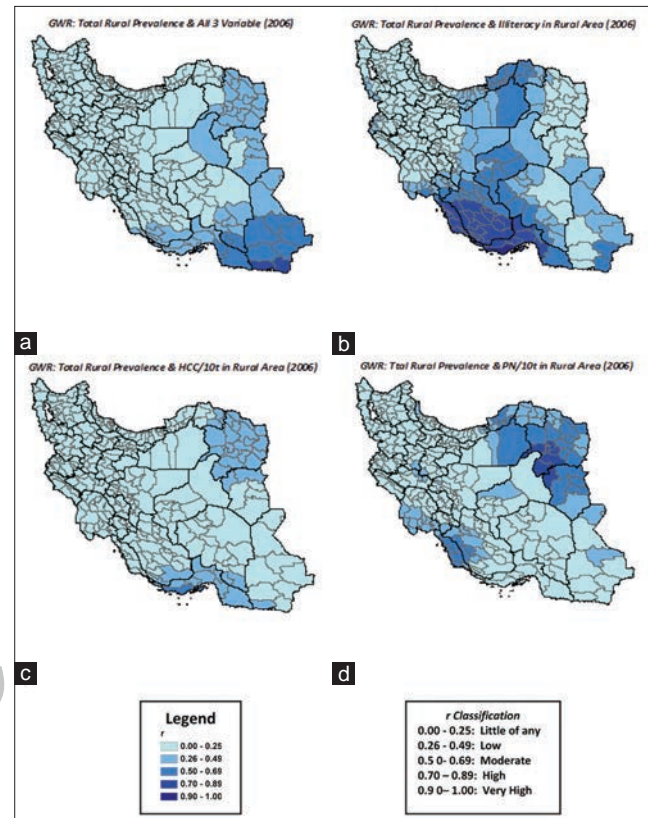 GWR: Total Rural Prevalence & All 3 Variable (2006)
GWR: Total Rural Prevalence & Illiteracy in Rural Area (2006)
a
b
GWR: Total Rural Prevalence & HCC/10t in Rural Area (2006)
GWR: Ttal Rural Prevalence & PN/10t in Rural Area (2006)
c
d
Legend
r
0.00 - 0.25
0.26 - 0.49
0.50 - 0.69
0.70 - 0.89
0.90 - 1.00
r Classification
0.00 - 0.25: Little of any
0.26 - 0.49: Low
0.5 0- 0.69: Moderate
0.70 – 0.89: High
0.9 0– 1.00: Very High